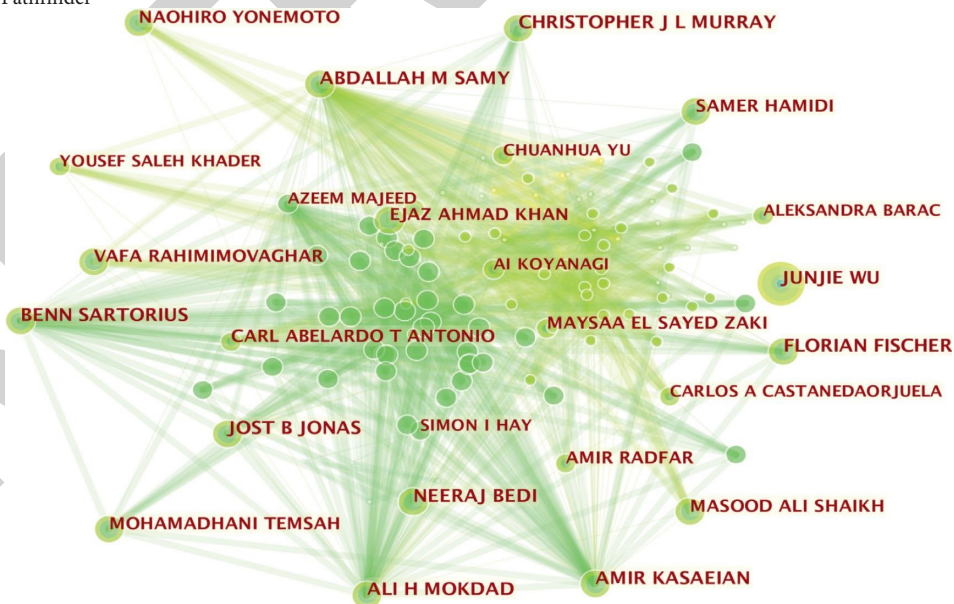 Pathfinder
NAOHIRO YONEMOTO
CHRISTOPHER J L MURRAY
ABDALLAH M SAMY
SAMER HAMIDI
CHUANHUA YU
YOUSEF SALEH KHADER
AZEEM MAJEED
EJAZ AHMAD KHAN
ALEKSANDRA BARAC
VAFA RAHIMIMOVAGHAR
AI KOYANAGI
JUNJIE WU
BENN SARTORIUS
MAYSAA EL SAYED ZAKI
CARL ABELARDO T ANTONIO
FLORIAN FISCHER
CARLOS A CASTANEDAORJUELA
JOST B JONAS
SIMON I HAY
AMIR RADFAR
NEERAJ BEDI
MASOOD ALI SHAIKH
MOHAMADHANI TEMSAH
AMIR KASAEIAN
ALI H MOKDAD